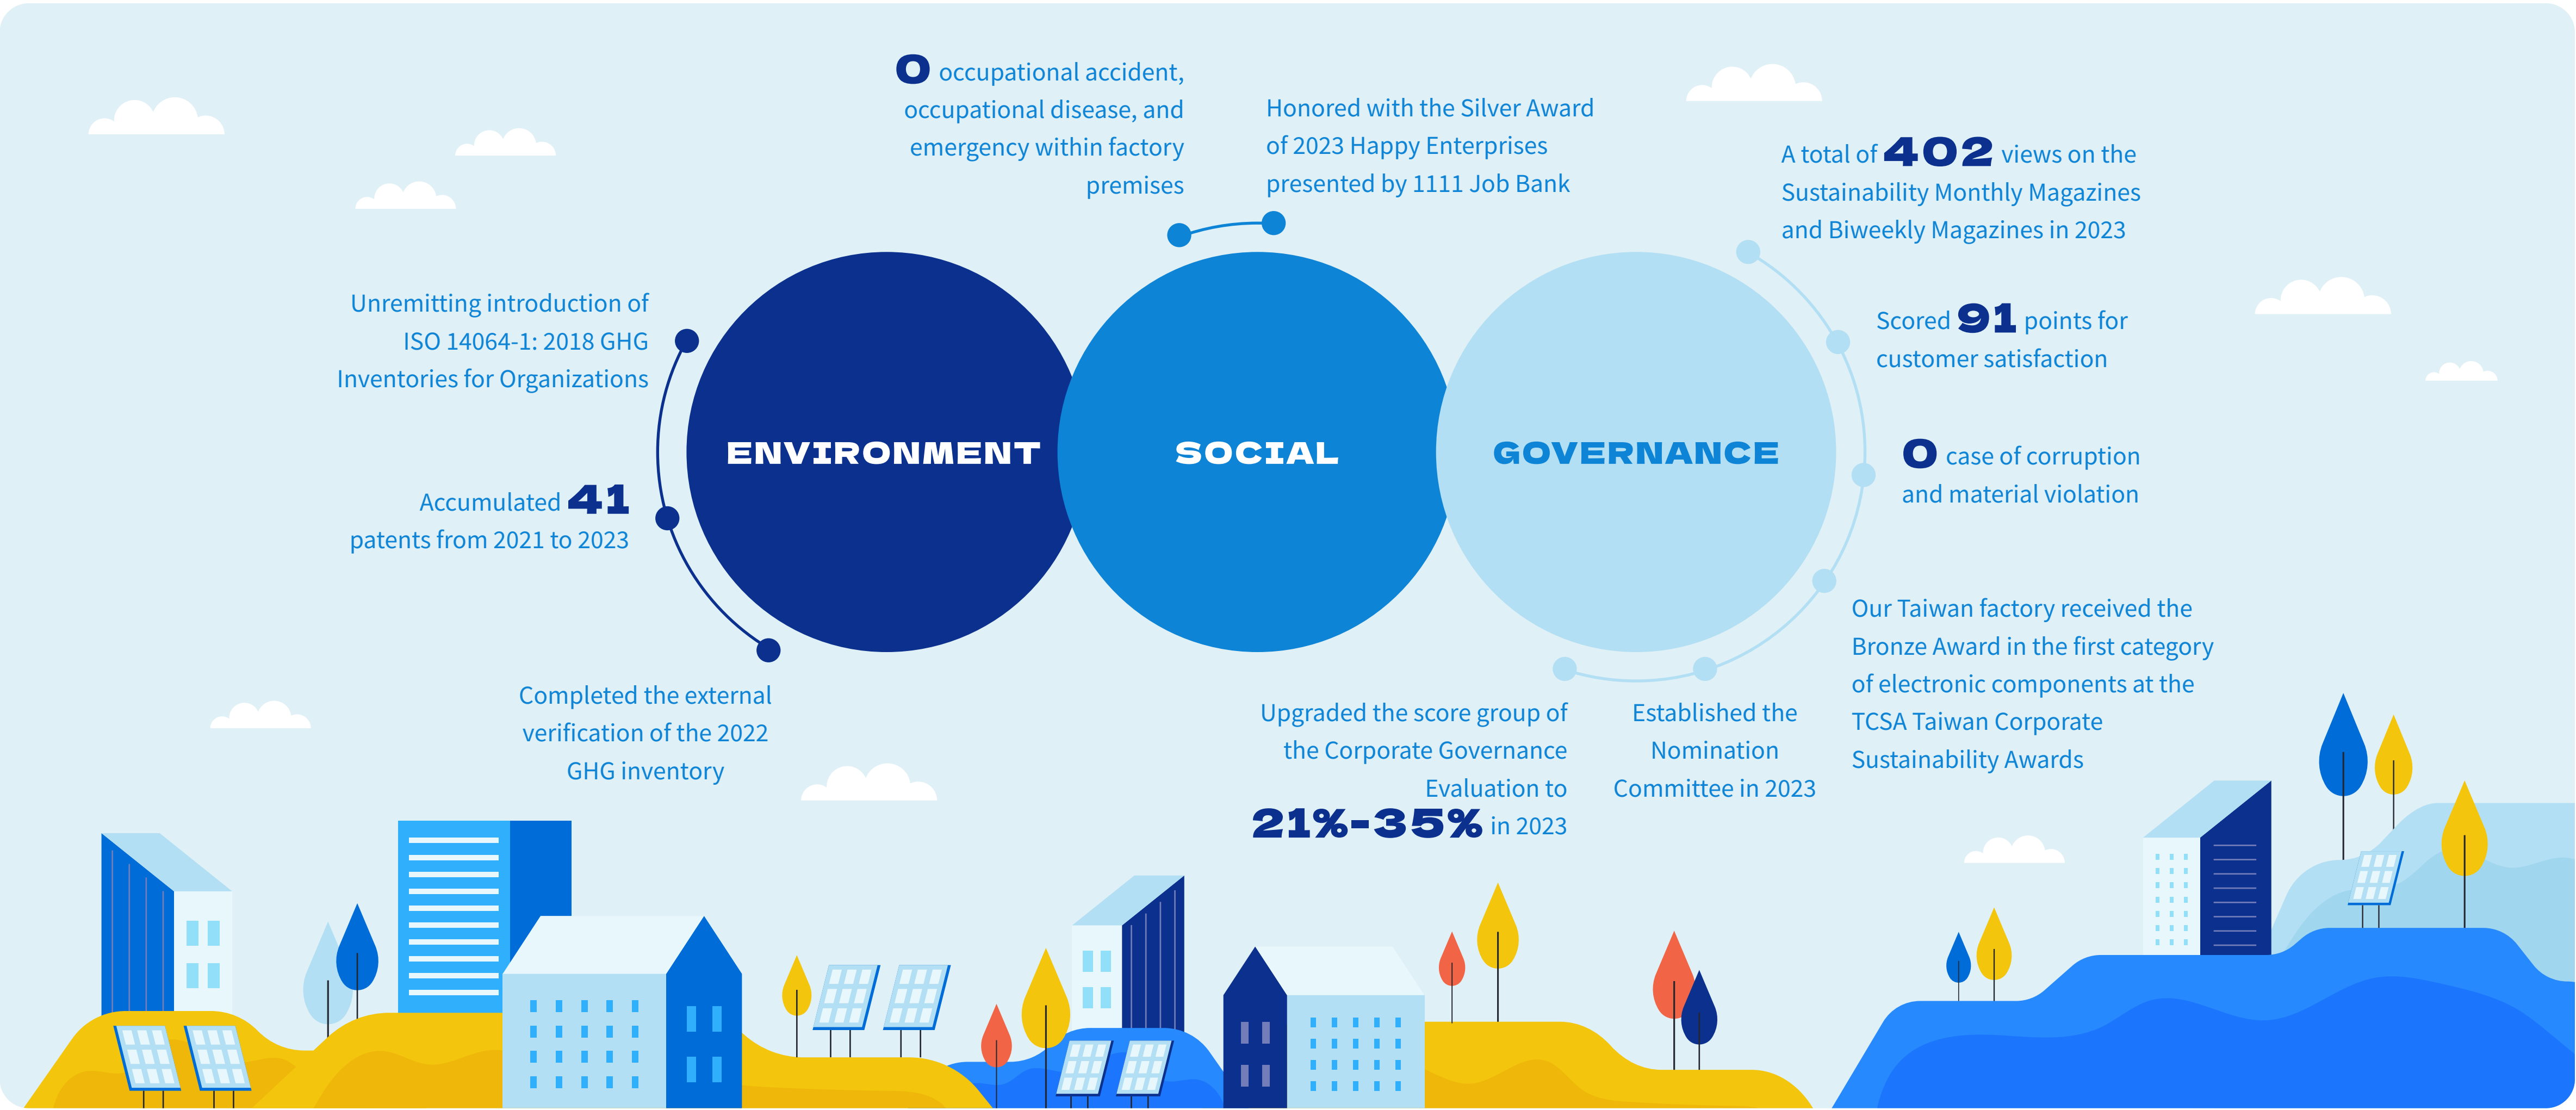 0 occupational accident,
occupational disease, and
emergency within factory
premises
Honored with the Silver Award
of 2023 Happy Enterprises
presented by 1111 Job Bank
A total of 402 views on the
Sustainability Monthly Magazines
and Biweekly Magazines in 2023
Unremitting introduction of
ISO 14064-1: 2018 GHG
Inventories for Organizations
Scored 91 points for
customer satisfaction
ENVIRONMENT
SOCIAL
GOVERNANCE
0 case of corruption
and material violation
Accumulated 41
patents from 2021 to 2023
Our Taiwan factory received the
Bronze Award in the first category
of electronic components at the
TCSA Taiwan Corporate
Sustainability Awards
Completed the external
verification of the 2022
GHG inventory
Upgraded the score group of
the Corporate Governance
Evaluation to
21%-35% in 2023
Established the
Nomination
Committee in 2023